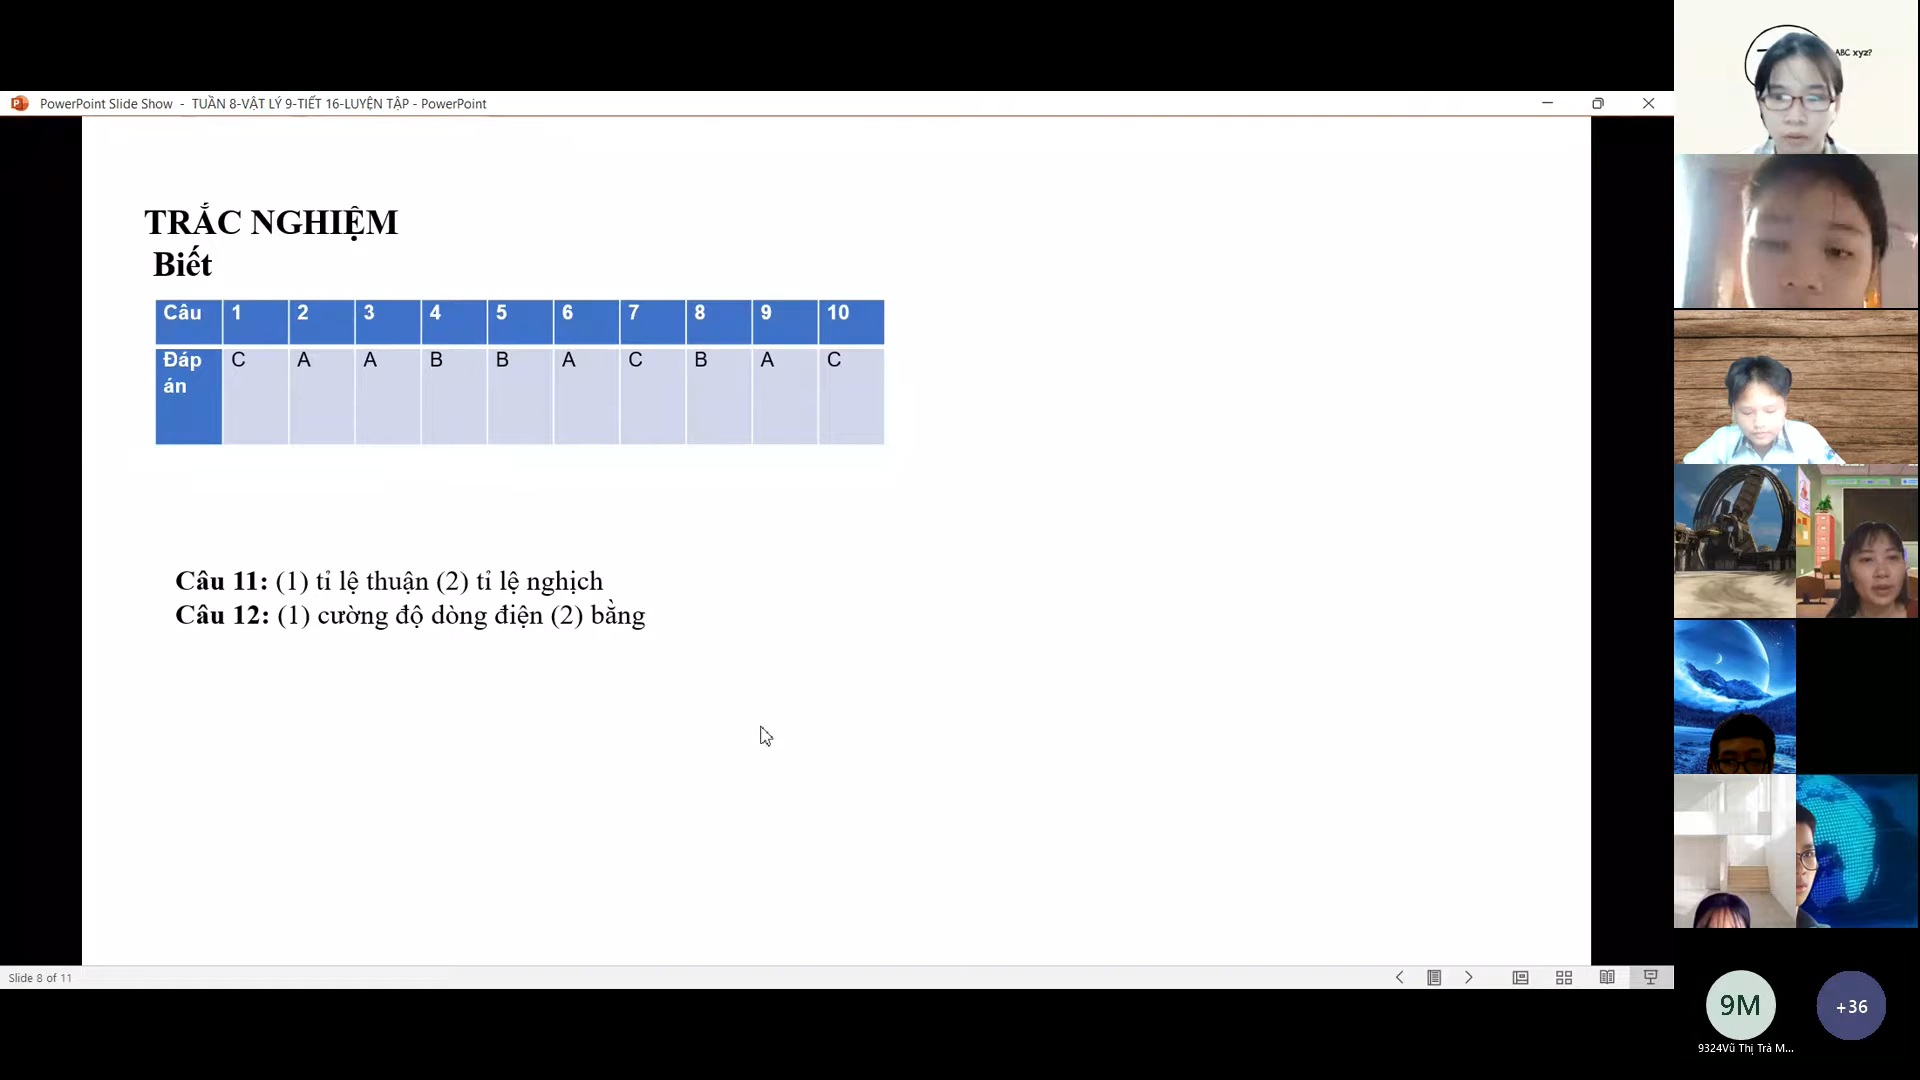 ABC xyz?
PowerPoint Slide Show - TUẦN 8-VẬT LÝ 9-TIẾT 16-LUYỆN TẬP - PowerPoint
TRẮC NGHIỆM
Biết
Câu 1 2 3 4 5 6 7 8 9 10
Đáp án C A A B B A C B A C
Câu 11: (1) tỉ lệ thuận (2) tỉ lệ nghịch
Câu 12: (1) cường độ dòng điện (2) bằng
Slide 8 of 11
9M
+36
9324Vũ Thị Trà M...